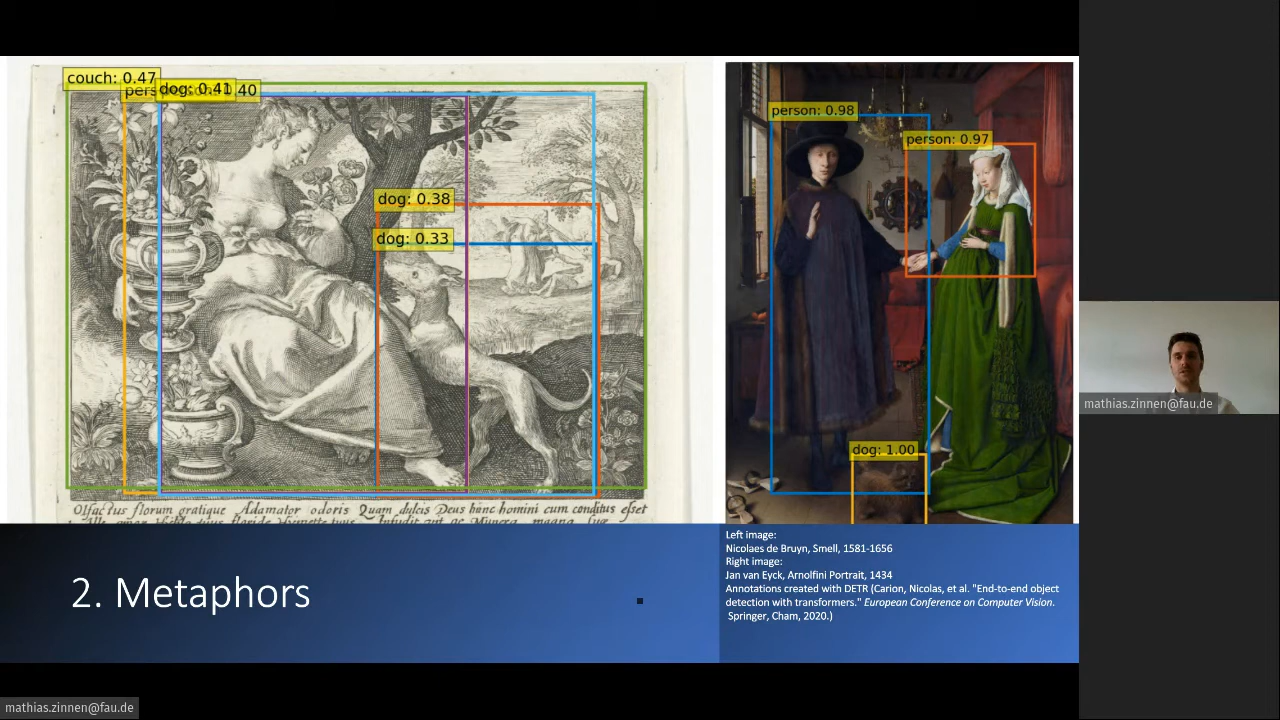 couch: 0.47
pers
dog: 0.41
40
dog: 0.38
dog: 0.33
person: 0.98
person: 0.97
dog: 1.00
Olfactus florum gratique Adamator odoris Quam dulcis Deus hunc homini cum conditus esset
2. Metaphors
Left image:
Nicolaes de Bruyn, Smell, 1581-1656
Right image:
Jan van Eyck, Arnolfini Portrait, 1434
Annotations created with DETR (Carion, Nicolas, et al. "End-to-end object
detection with transformers." European Conference on Computer Vision.
Springer, Cham, 2020.)
mathias.zinnen@fau.de
mathias.zinnen@fau.de